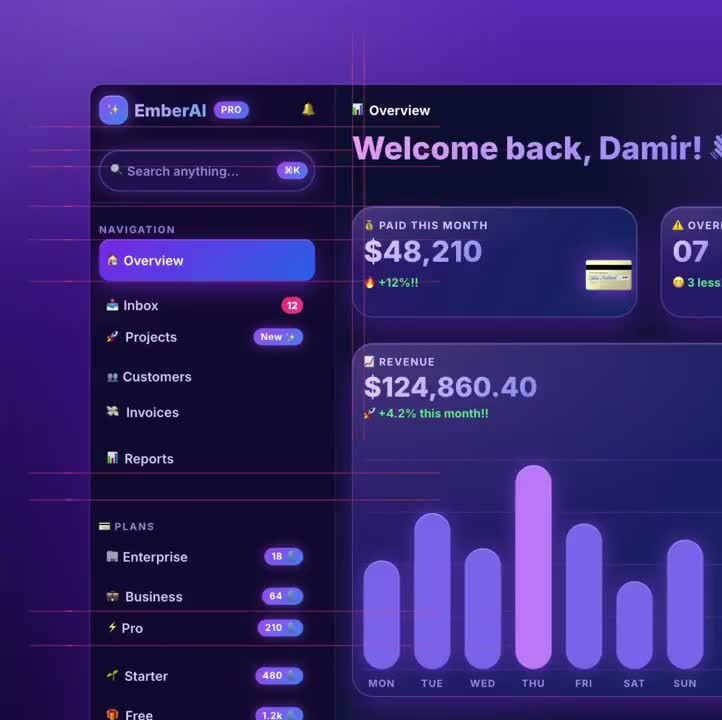 EmberAI PRO
Search anything... ⌘K
NAVIGATION
Overview
Inbox 12
Projects New
Customers
Invoices
Reports
PLANS
Enterprise 18
Business 64
Pro 210
Starter 480
Free 1.2k
Overview
Welcome back, Damir!
PAID THIS MONTH
$48,210
+12%!!
07
3 less
REVENUE
$124,860.40
+4.2% this month!!
MON TUE WED THU FRI SAT SUN